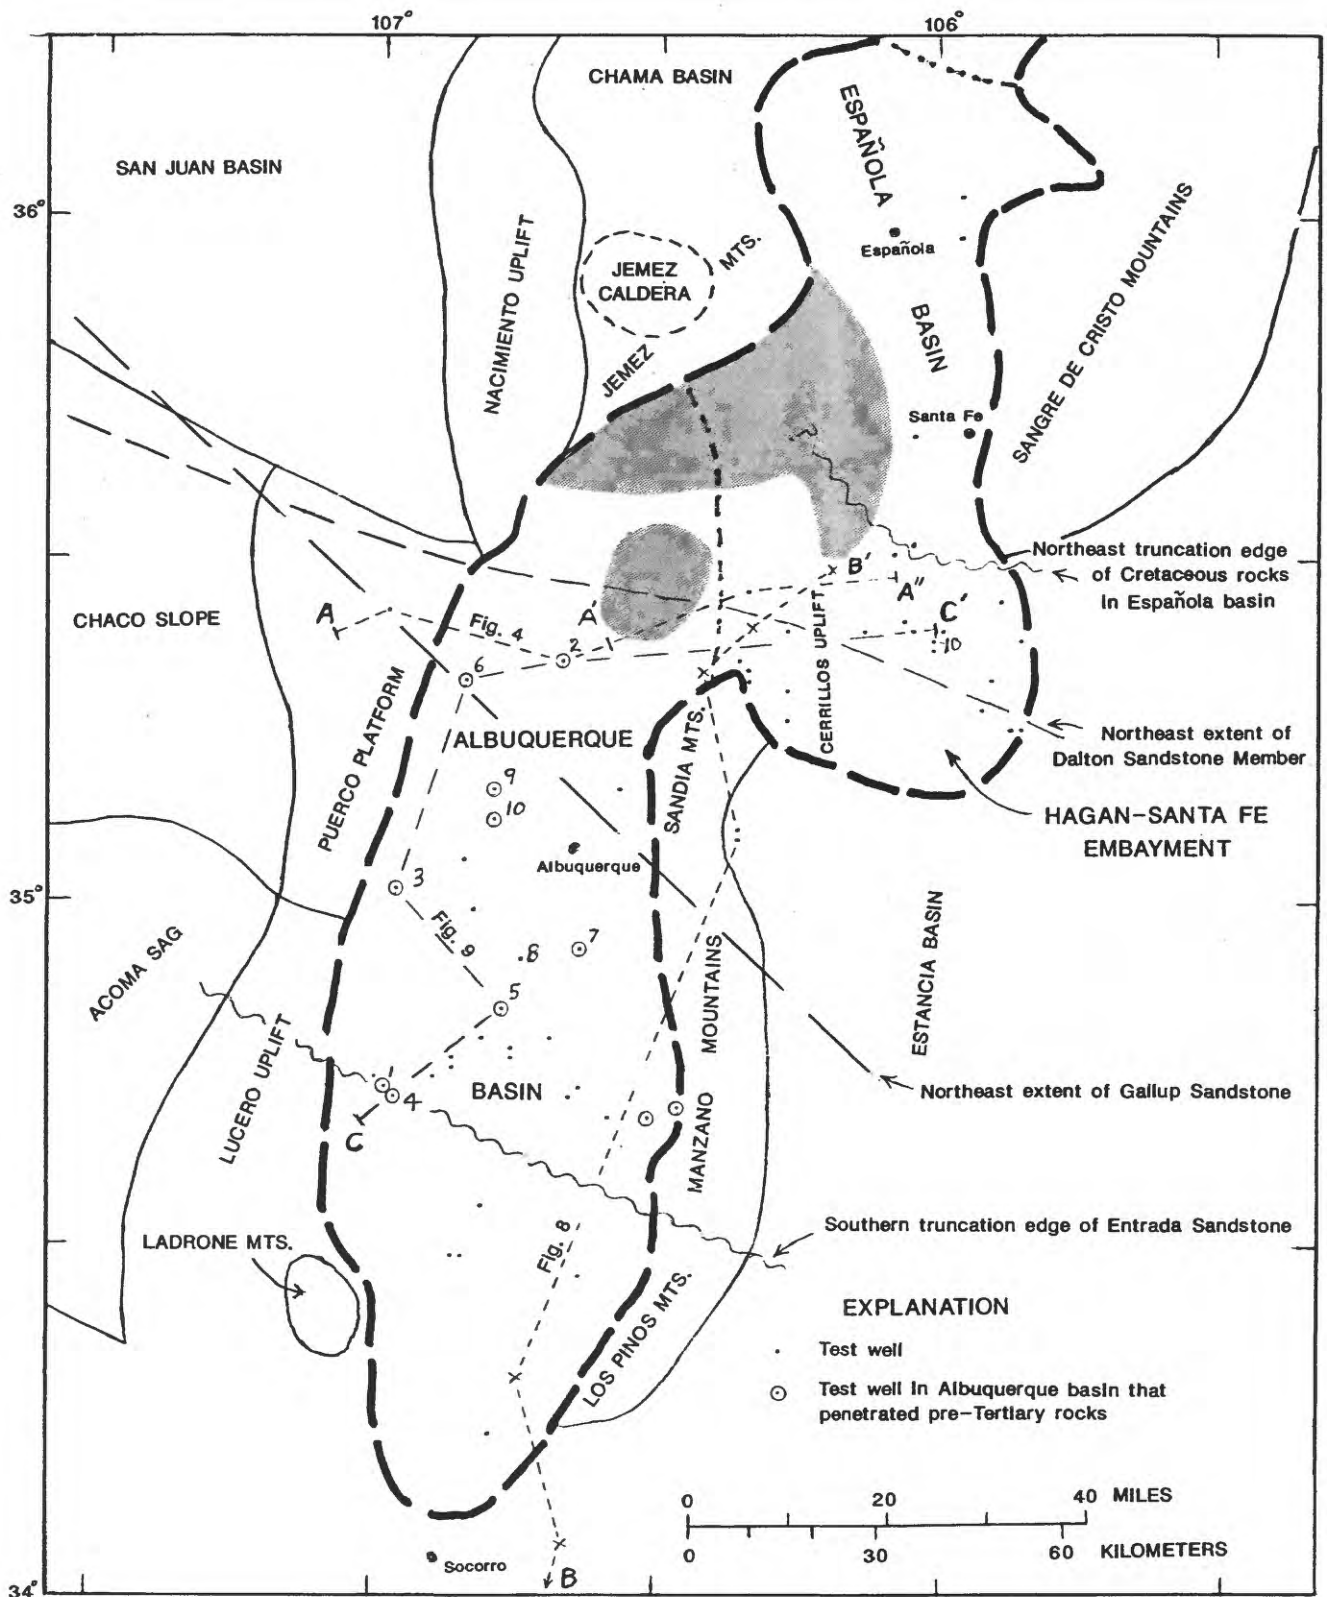 107°
106°
CHAMA BASIN
SAN JUAN BASIN
ESPAÑOLA
BASIN
36°
NACIMIENTO UPLIFT
JEMEZ
CALDERA
JEMEZ
MTS.
Española
SANGRE DE CRISTO MOUNTAINS
Santa Fe
Northeast truncation edge
of Cretaceous rocks
in Española basin
B'
A"
C'
10
CHACO SLOPE
A
Fig. 4
A'
2
6
CERRILLOS UPLIFT
PUERCO PLATFORM
ALBUQUERQUE
SANDIA MTS.
Northeast extent of
Dalton Sandstone Member
HAGAN-SANTA FE
EMBAYMENT
9
10
Albuquerque
35°
3
Fig. 9
8
7
5
ACOMA SAG
LUCERO UPLIFT
MANZANO
MOUNTAINS
ESTANCIA BASIN
BASIN
Northeast extent of Gallup Sandstone
4
C
Southern truncation edge of Entrada Sandstone
LADRONE MTS.
Fig. 8
LOS PINOS MTS.
EXPLANATION
Test well
Test well in Albuquerque basin that
penetrated pre-Tertiary rocks
0 20 40 MILES
0 30 60 KILOMETERS
Socorro
B
34°